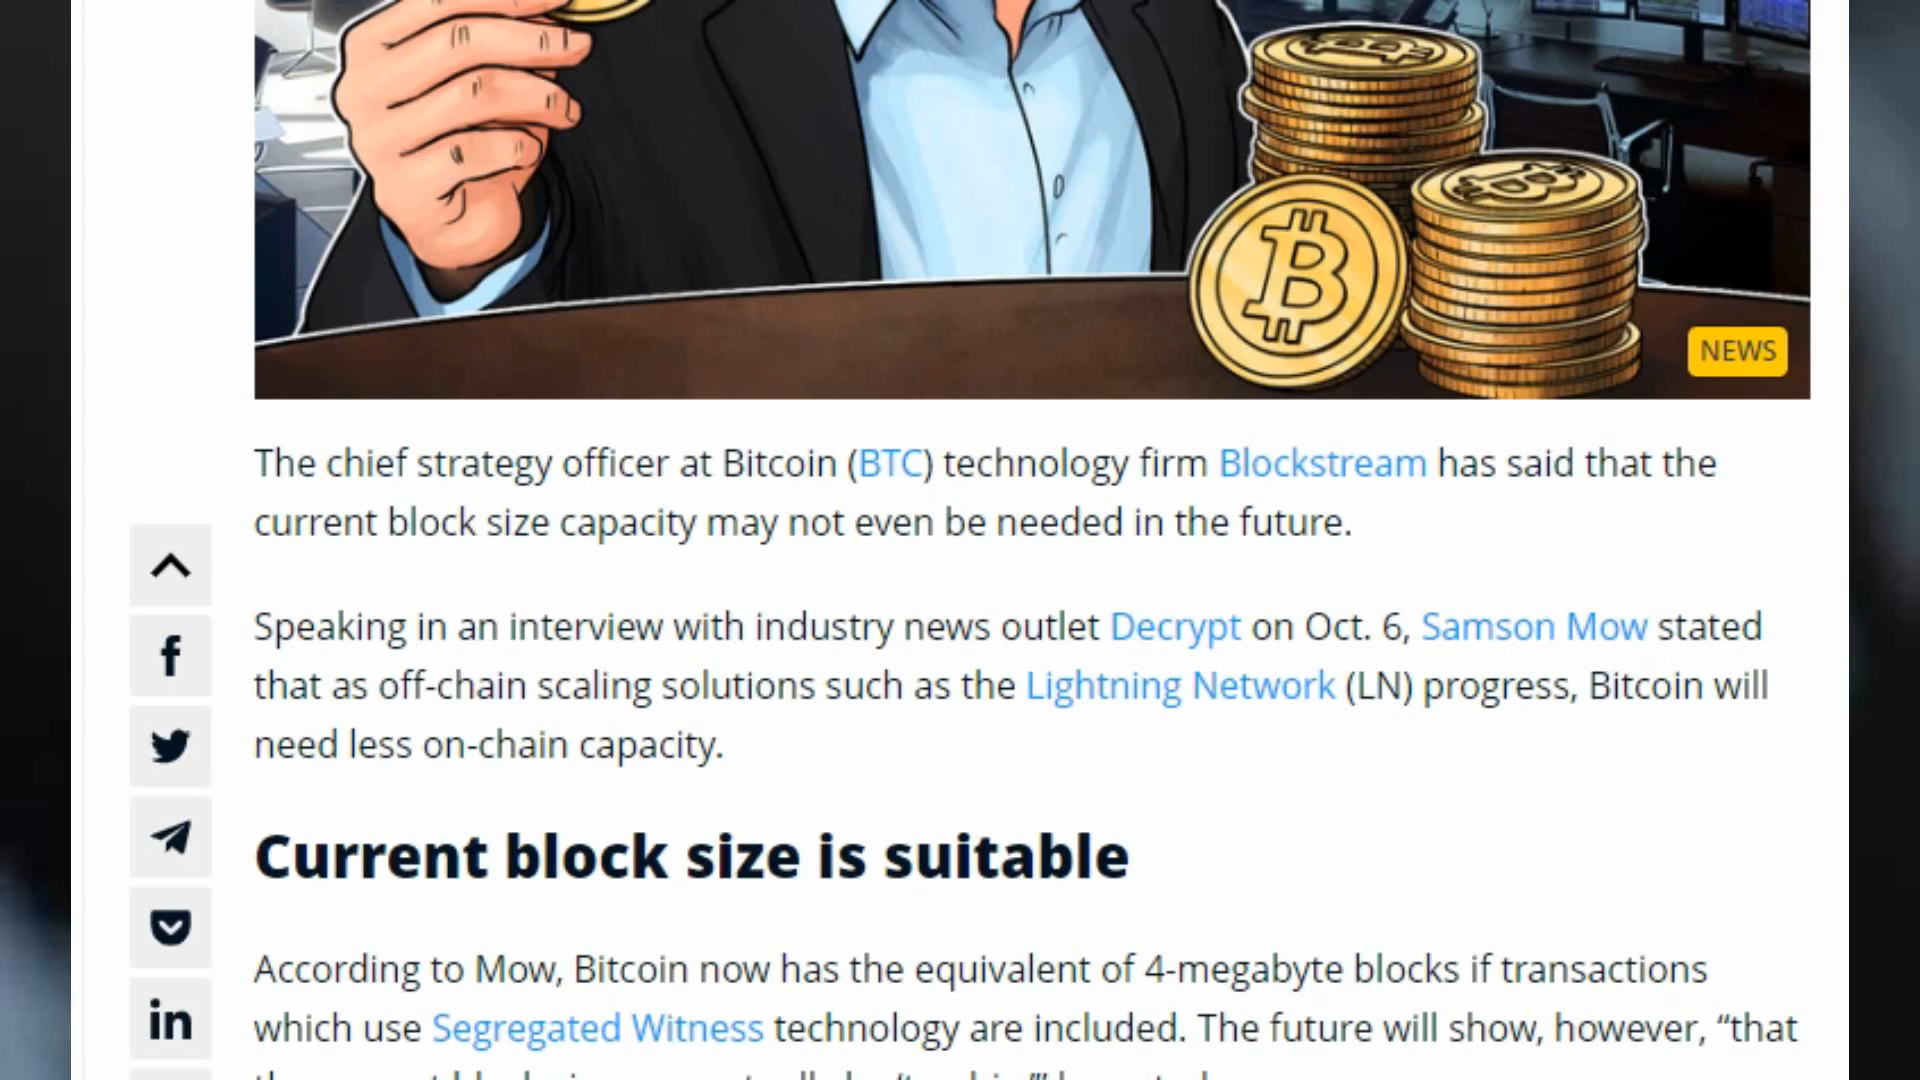 NEWS
The chief strategy officer at Bitcoin (BTC) technology firm Blockstream has said that the
current block size capacity may not even be needed in the future.
Speaking in an interview with industry news outlet Decrypt on Oct. 6, Samson Mow stated
that as off-chain scaling solutions such as the Lightning Network (LN) progress, Bitcoin will
need less on-chain capacity.
Current block size is suitable
According to Mow, Bitcoin now has the equivalent of 4-megabyte blocks if transactions
which use Segregated Witness technology are included. The future will show, however, “that